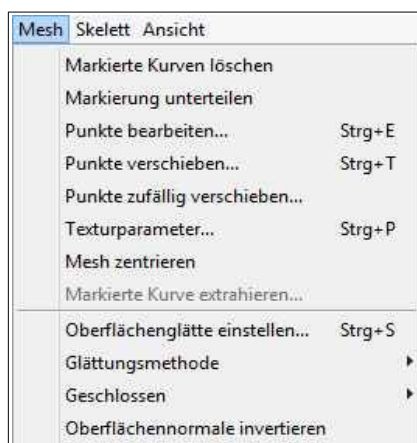 Mesh Skelett Ansicht
Markierte Kurven löschen
Markierung unterteilen
Punkte bearbeiten... Strg+E
Punkte verschieben... Strg+T
Punkte zufällig verschieben...
Texturparameter... Strg+P
Mesh zentrieren
Markierte Kurve extrahieren...
Oberflächenglätte einstellen... Strg+S
Glättungsmethode
Geschlossen
Oberflächennormale invertieren